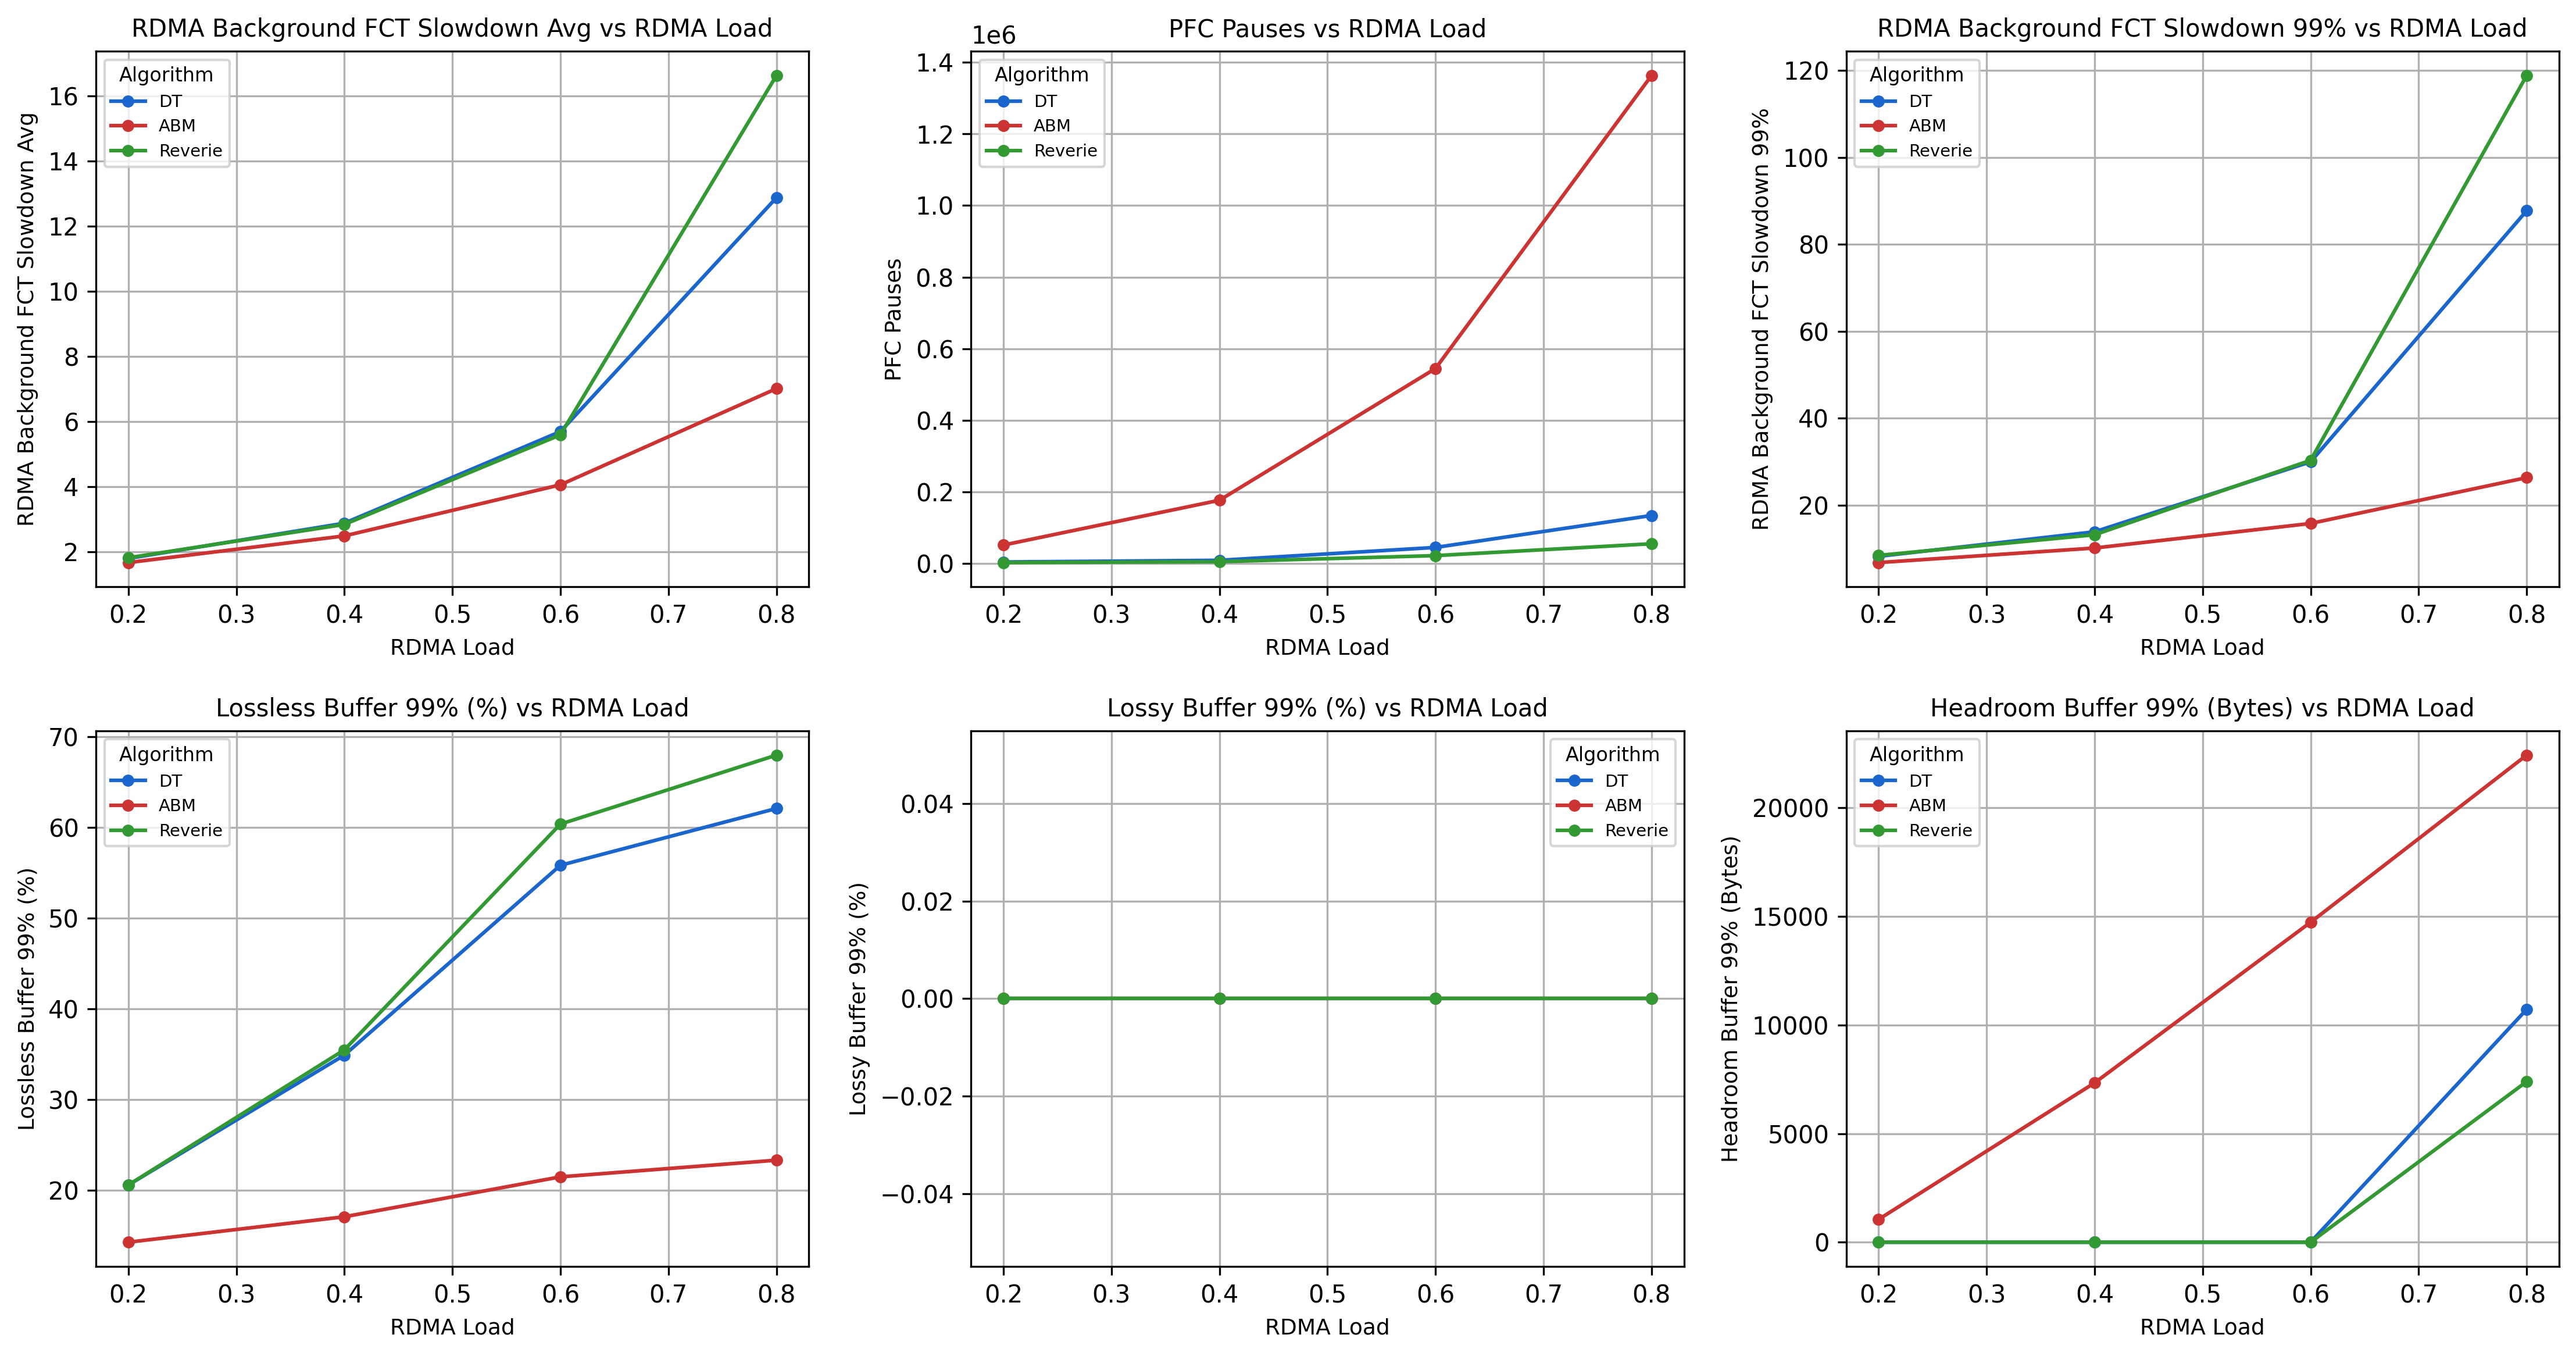 RDMA Background FCT Slowdown Avg vs RDMA Load
RDMA Background FCT Slowdown Avg
16
14
12
10
8
6
4
2
Algorithm
DT
ABM
Reverie
0.2 0.3 0.4 0.5 0.6 0.7 0.8
RDMA Load
PFC Pauses vs RDMA Load
1e6
PFC Pauses
1.4
1.2
1.0
0.8
0.6
0.4
0.2
0.0
Algorithm
DT
ABM
Reverie
0.2 0.3 0.4 0.5 0.6 0.7 0.8
RDMA Load
RDMA Background FCT Slowdown 99% vs RDMA Load
RDMA Background FCT Slowdown 99%
120
100
80
60
40
20
Algorithm
DT
ABM
Reverie
0.2 0.3 0.4 0.5 0.6 0.7 0.8
RDMA Load
Lossless Buffer 99% (%) vs RDMA Load
Lossless Buffer 99% (%)
70
60
50
40
30
20
Algorithm
DT
ABM
Reverie
0.2 0.3 0.4 0.5 0.6 0.7 0.8
RDMA Load
Lossy Buffer 99% (%) vs RDMA Load
Lossy Buffer 99% (%)
0.04
0.02
0.00
−0.02
−0.04
Algorithm
DT
ABM
Reverie
0.2 0.3 0.4 0.5 0.6 0.7 0.8
RDMA Load
Headroom Buffer 99% (Bytes) vs RDMA Load
Headroom Buffer 99% (Bytes)
20000
15000
10000
5000
0
Algorithm
DT
ABM
Reverie
0.2 0.3 0.4 0.5 0.6 0.7 0.8
RDMA Load